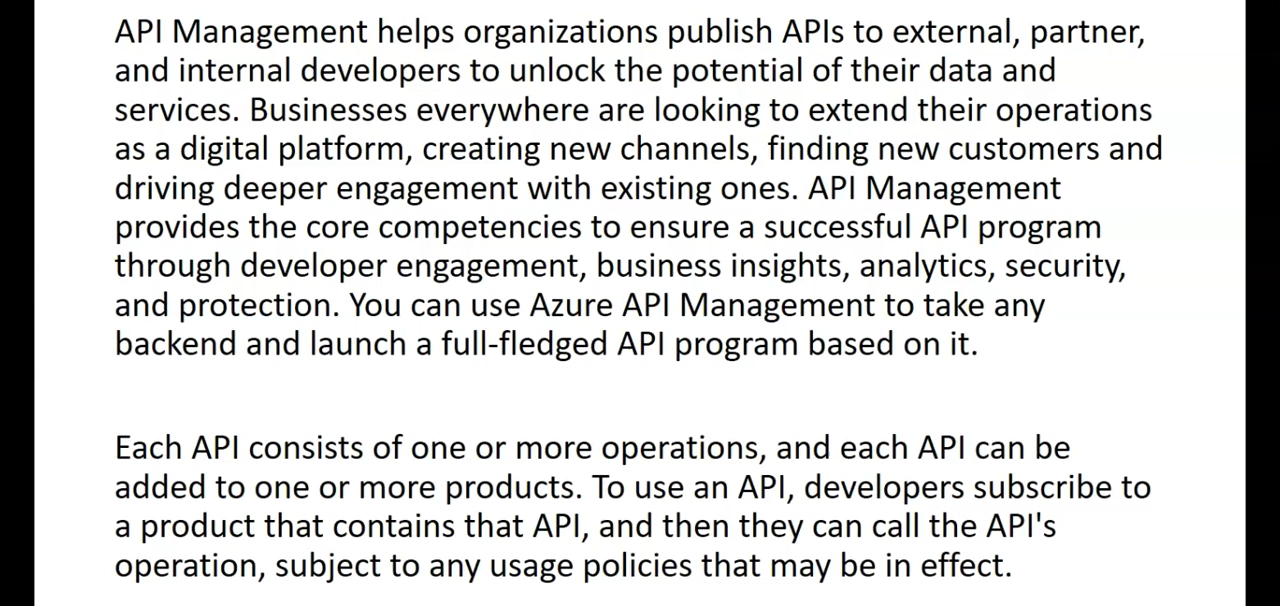 API Management helps organizations publish APIs to external, partner,
and internal developers to unlock the potential of their data and
services. Businesses everywhere are looking to extend their operations
as a digital platform, creating new channels, finding new customers and
driving deeper engagement with existing ones. API Management
provides the core competencies to ensure a successful API program
through developer engagement, business insights, analytics, security,
and protection. You can use Azure API Management to take any
backend and launch a full-fledged API program based on it.
Each API consists of one or more operations, and each API can be
added to one or more products. To use an API, developers subscribe to
a product that contains that API, and then they can call the API's
operation, subject to any usage policies that may be in effect.